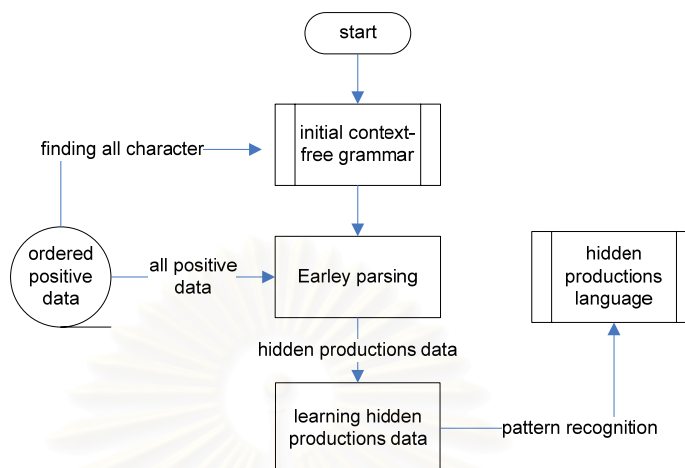 start
initial context-
free grammar
finding all character
ordered
positive
data
all positive
data
Earley parsing
hidden
productions
language
hidden productions data
learning hidden
productions data
pattern recognition